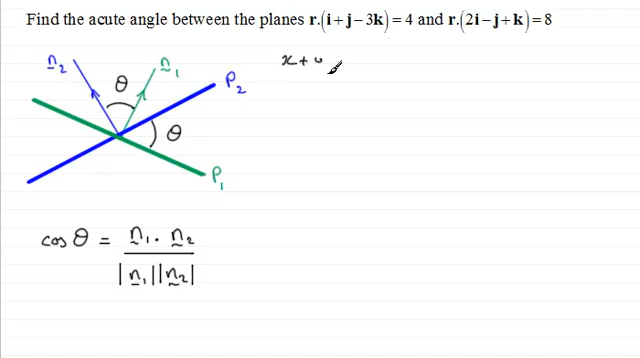 Find the acute angle between the planes r.(i+j−3k)=4 and r.(2i−j+k)=8
n₂ θ n₁ P₂
x +
θ
P₁
cos θ = n₁ . n₂ / |n₁||n₂|